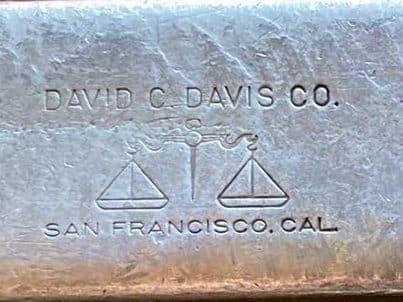 DAVID C. DAVIS CO.
SAN FRANCISCO. CAL.